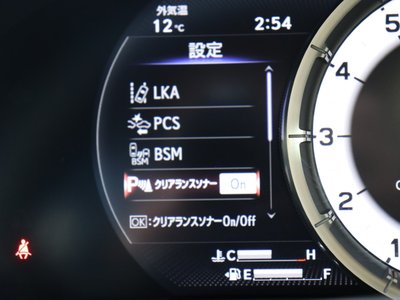 外気温
12℃ 2:54
設定
LKA
PCS
BSM
BSM
P クリアランスソナー On
OK:クリアランスソナーOn/Off
C H
E F
5
4
3
2
1